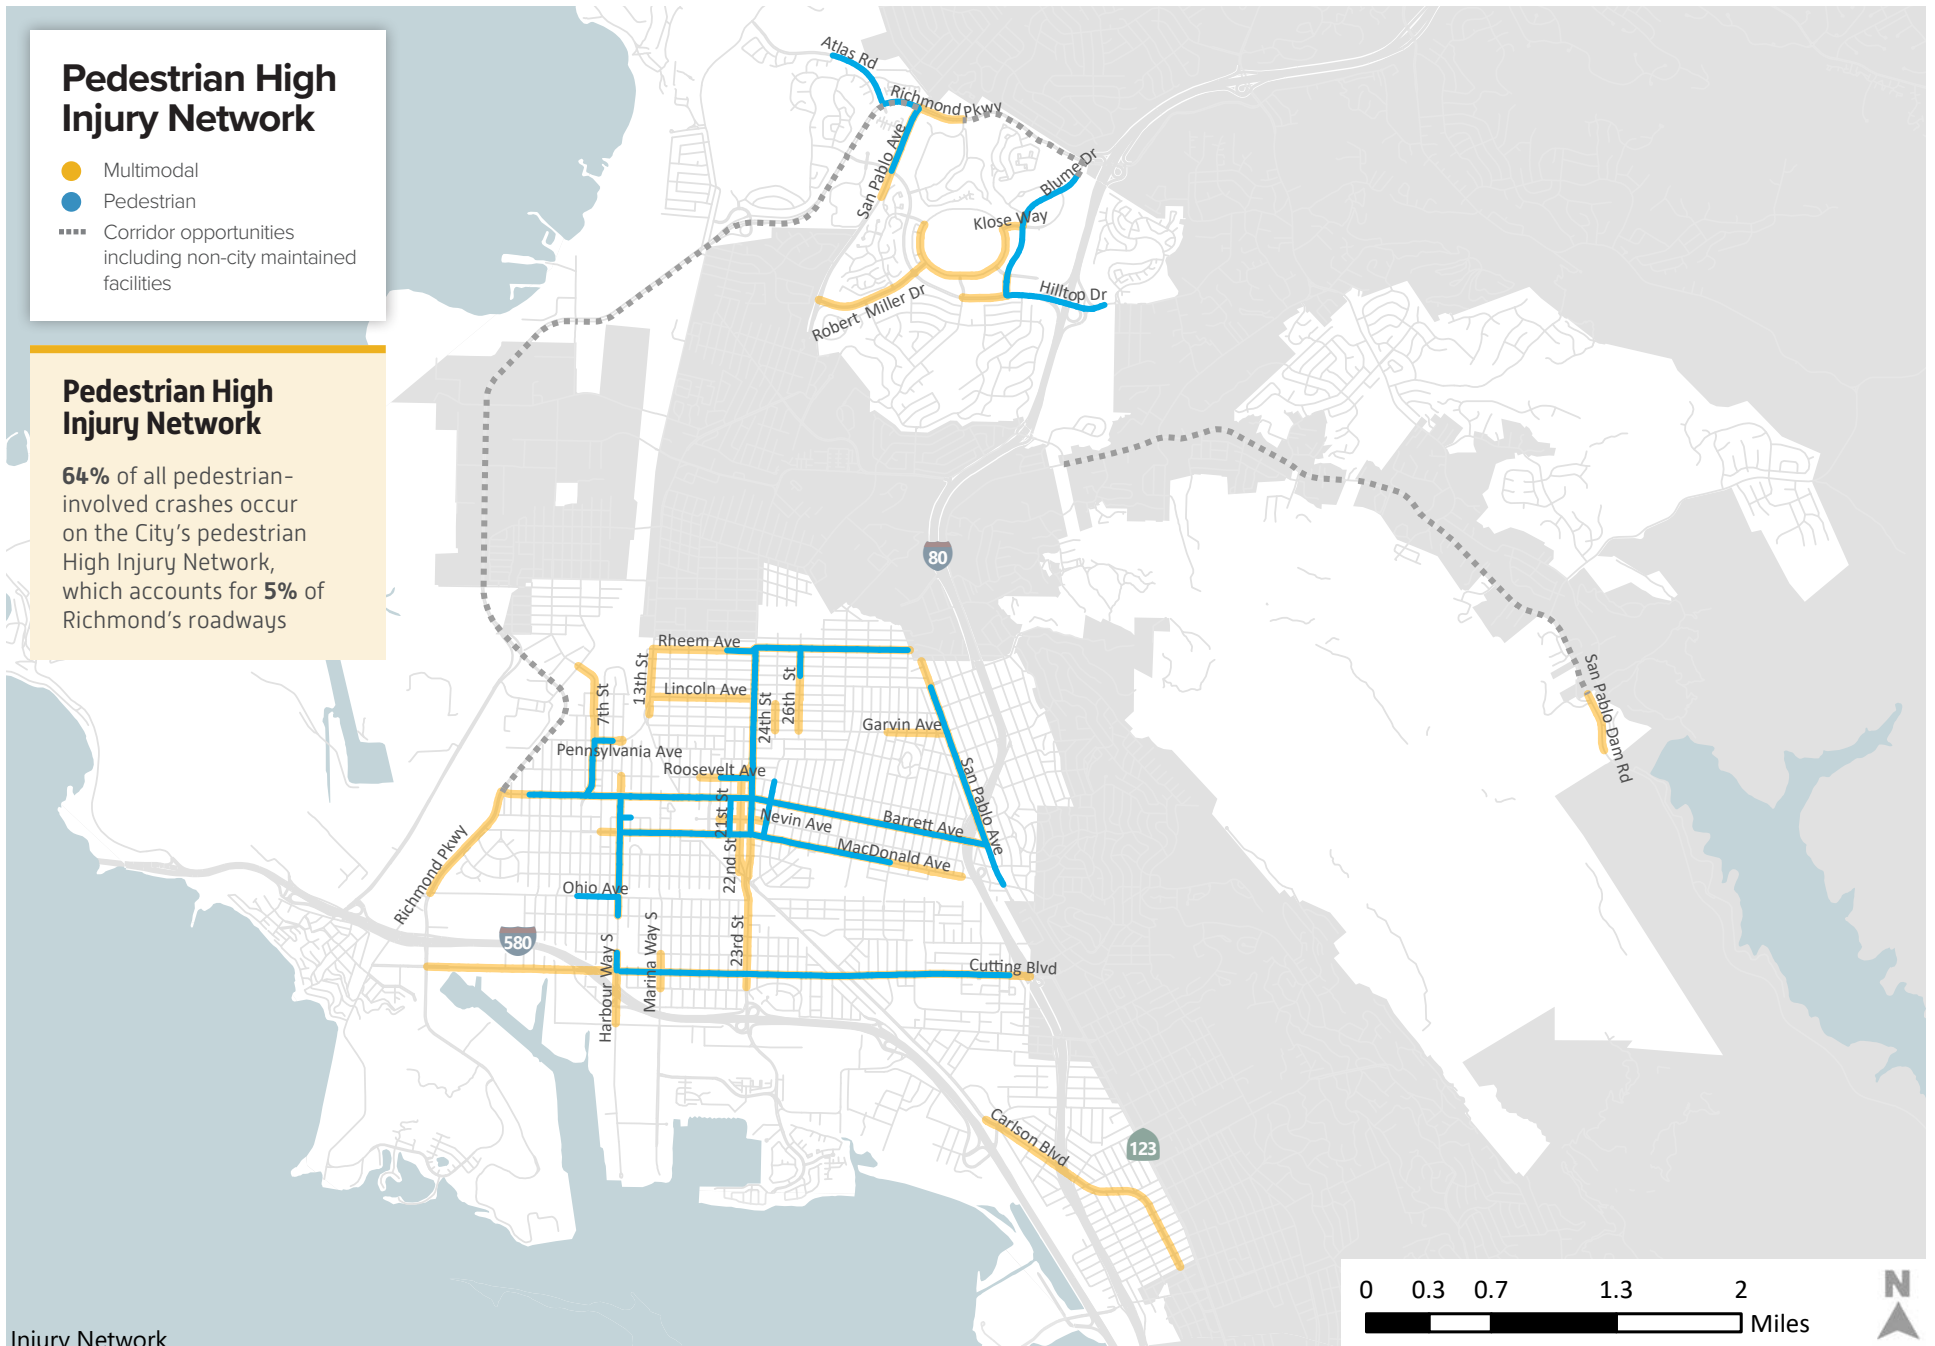 Pedestrian High
Injury Network
Multimodal
Pedestrian
Corridor opportunities
including non-city maintained
facilities
Pedestrian High
Injury Network
64% of all pedestrian-
involved crashes occur
on the City's pedestrian
High Injury Network,
which accounts for 5% of
Richmond's roadways
Atlas Rd
Richmond Pkwy
San Pablo Ave
Blume Dr
Klose Way
Hilltop Dr
Robert Miller Dr
80
Rheem Ave
13th St
Lincoln Ave
7th St
24th St
26th St
Garvin Ave
Pennsylvania Ave
Roosevelt Ave
San Pablo Ave
San Pablo Dam Rd
21st St
Nevin Ave
Barrett Ave
MacDonald Ave
22nd St
Richmond Pkwy
Ohio Ave
580
Harbour Way S
Marina Way S
23rd St
Cutting Blvd
Carlson Blvd
123
0 0.3 0.7 1.3 2
Miles
N
Injury Network